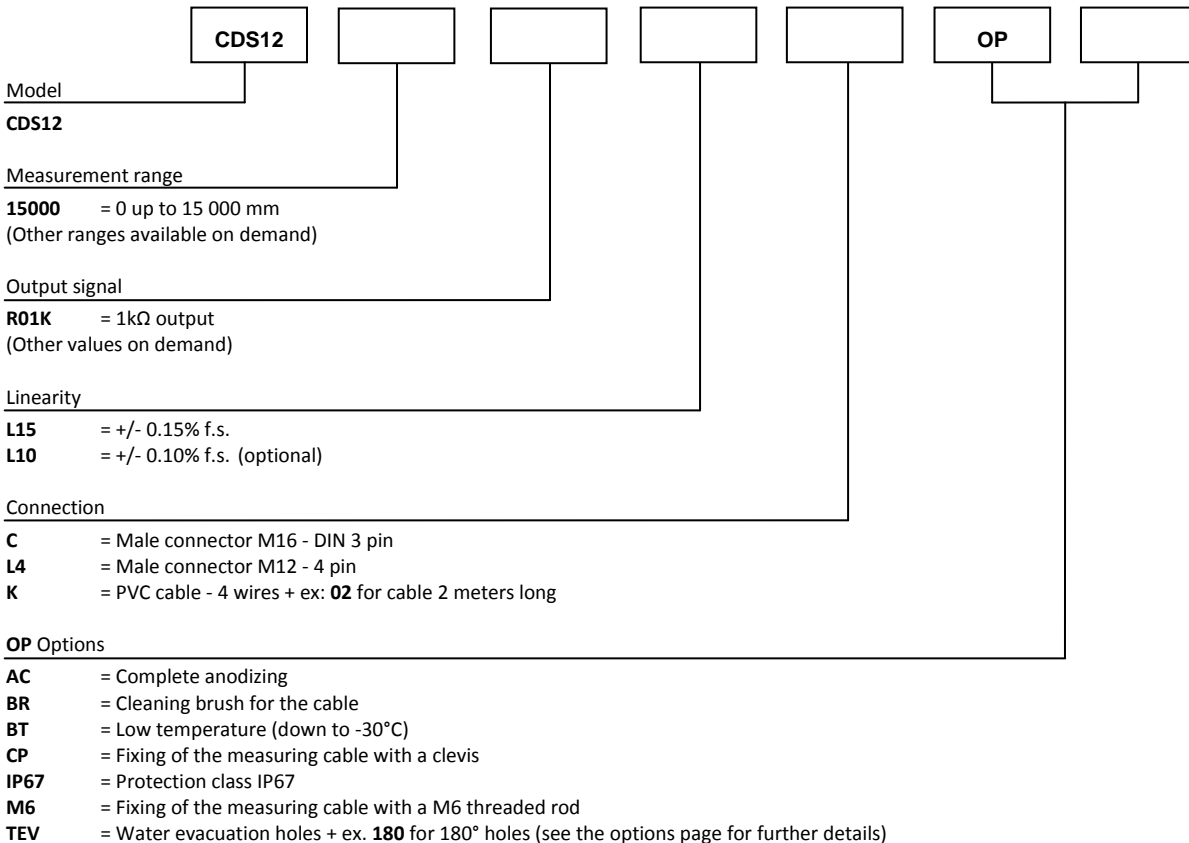 CDS12 OP
Model
CDS12
Measurement range
15000 = 0 up to 15 000 mm
(Other ranges available on demand)
Output signal
R01K = 1kΩ output
(Other values on demand)
Linearity
L15 = +/- 0.15% f.s.
L10 = +/- 0.10% f.s. (optional)
Connection
C = Male connector M16 - DIN 3 pin
L4 = Male connector M12 - 4 pin
K = PVC cable - 4 wires + ex: 02 for cable 2 meters long
OP Options
AC = Complete anodizing
BR = Cleaning brush for the cable
BT = Low temperature (down to -30°C)
CP = Fixing of the measuring cable with a clevis
IP67 = Protection class IP67
M6 = Fixing of the measuring cable with a M6 threaded rod
TEV = Water evacuation holes + ex. 180 for 180° holes (see the options page for further details)